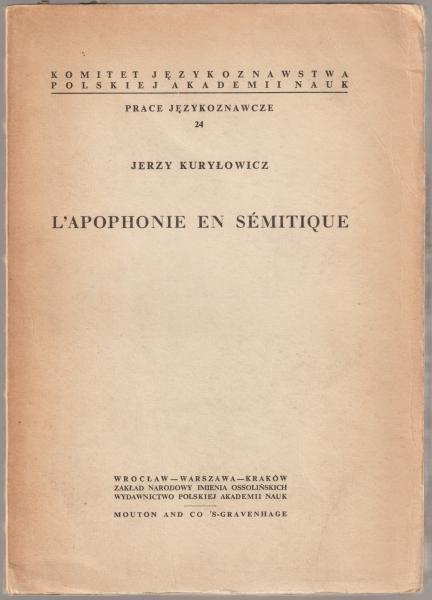 KOMITET JĘZYKOZNAWSTWA
POLSKIEJ AKADEMII NAUK
PRACE JĘZYKOZNAWCZE
24
JERZY KURYŁOWICZ
L'APOPHONIE EN SÉMITIQUE
WROCŁAW—WARSZAWA—KRAKÓW
ZAKŁAD NARODOWY IMIENIA OSSOLIŃSKICH
WYDAWNICTWO POLSKIEJ AKADEMII NAUK
MOUTON AND CO 'S-GRAVENHAGE